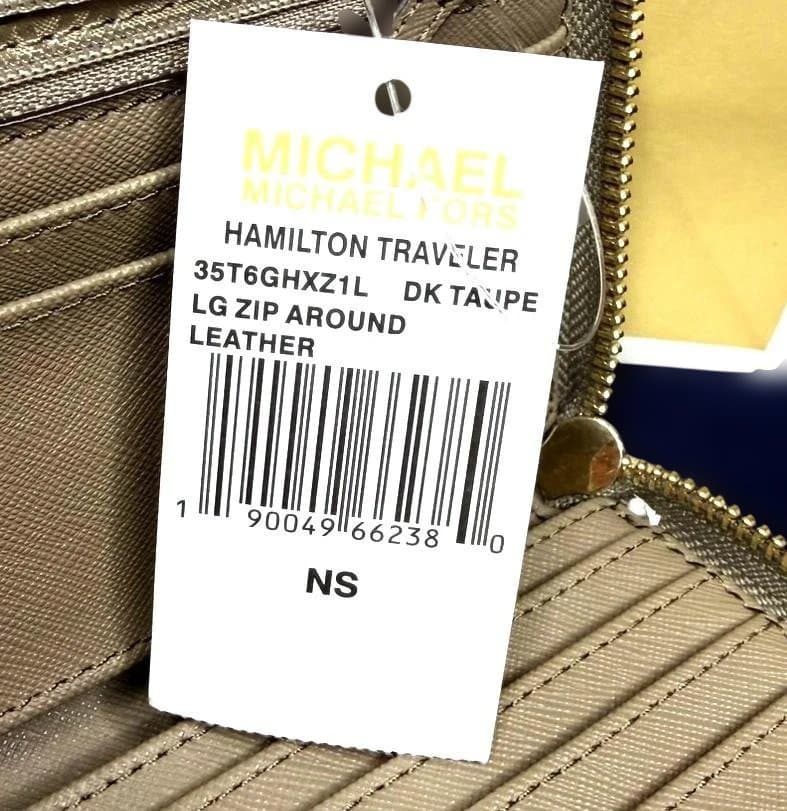 MICHAEL
MICHAEL KORS
HAMILTON TRAVELER
35T6GHXZ1L DK TAUPE
LG ZIP AROUND
LEATHER
1 90049 66238 0
NS